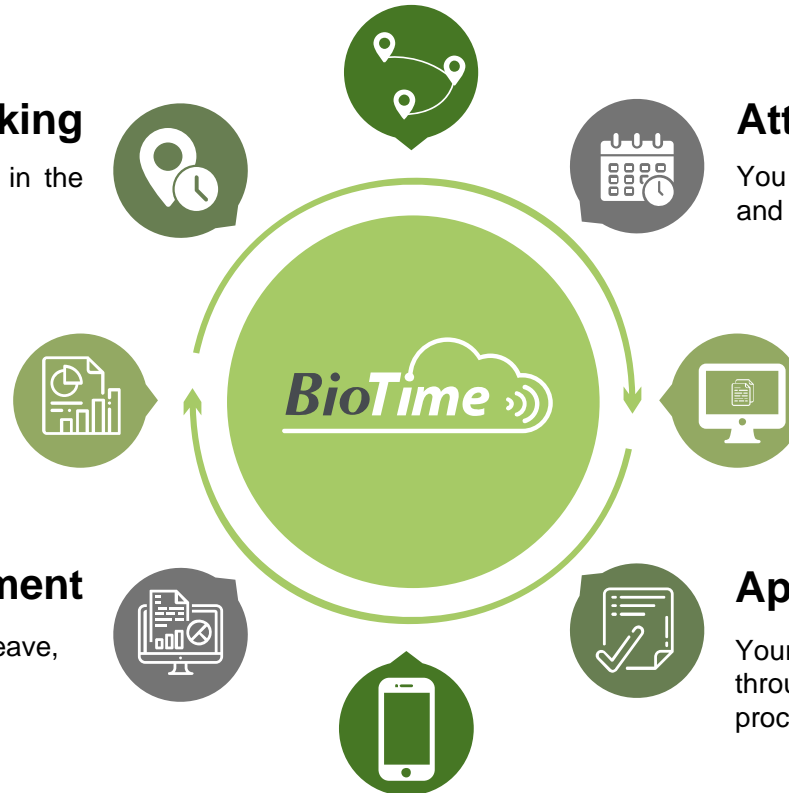 king
in the
Att
You
and
BioTime
ment
eave,
Ap
Your
throu
proc